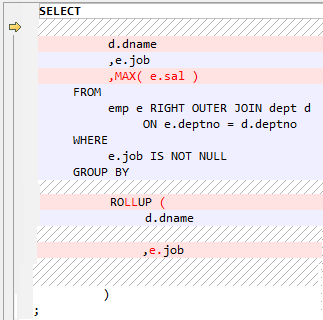 SELECT
d.dname
,e.job
,MAX( e.sal )
FROM
emp e RIGHT OUTER JOIN dept d
ON e.deptno = d.deptno
WHERE
e.job IS NOT NULL
GROUP BY
ROLLUP (
d.dname
,e.job
)
;